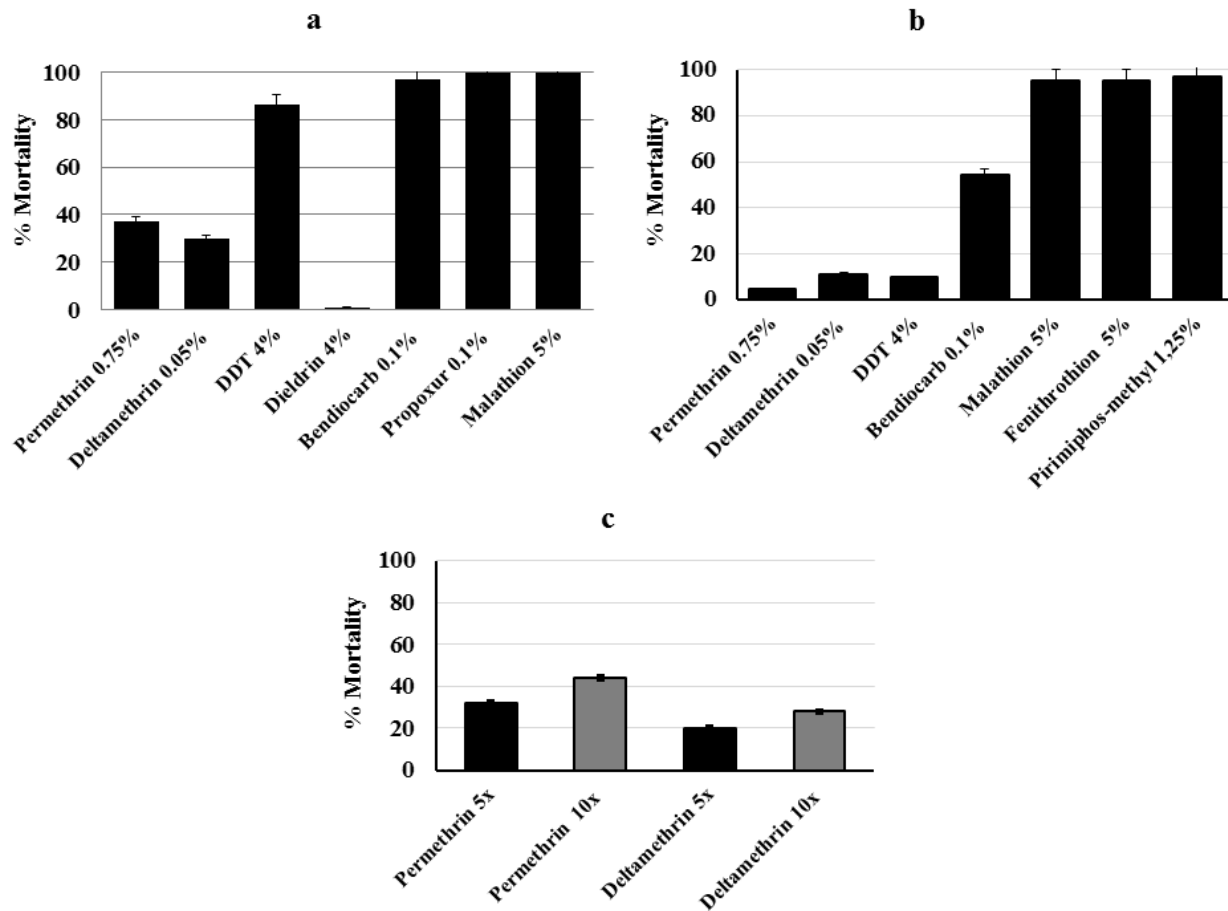 a
% Mortality
100
80
60
40
20
0
Permethrin 0.75%
Deltamethrin 0.05%
DDT 4%
Dieldrin 4%
Bendiocarb 0.1%
Propoxur 0.1%
Malathion 5%
b
% Mortality
100
80
60
40
20
0
Permethrin 0.75%
Deltamethrin 0.05%
DDT 4%
Bendiocarb 0.1%
Malathion 5%
Fenithrothion 5%
Pirimiphos-methyl 1,25%
c
% Mortality
100
80
60
40
20
0
Permethrin 5x
Permethrin 10x
Deltamethrin 5x
Deltamethrin 10x